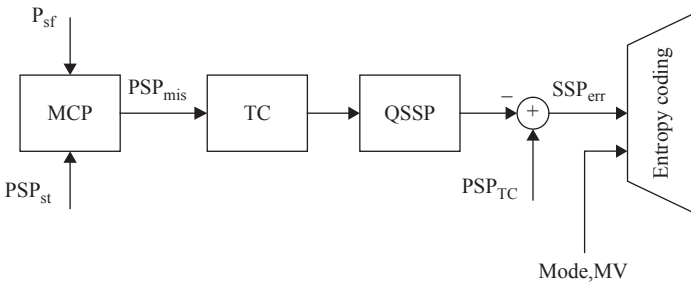 P_sf
MCP
PSP_mis
TC
QSSP
−
+
SSP_err
PSP_st
PSP_TC
Mode,MV
Entropy coding